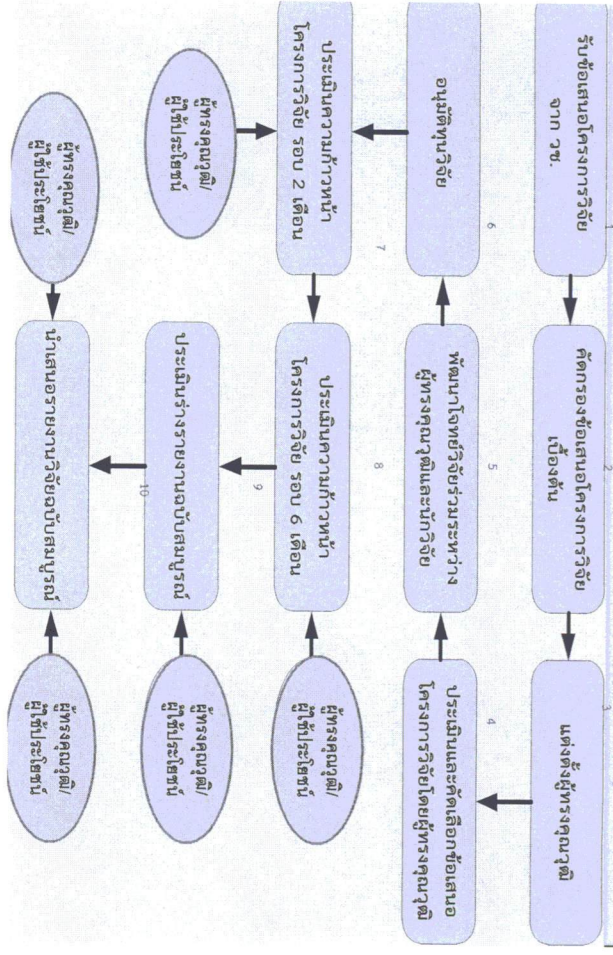 1
รับข้อเสนอโครงการวิจัย
จาก วช.
2
คัดกรองข้อเสนอโครงการวิจัย
เบื้องต้น
3
แต่งตั้งผู้ทรงคุณวุฒิ
4
ประเมินและคัดเลือกข้อเสนอ
โครงการวิจัยโดยผู้ทรงคุณวุฒิ
5
พัฒนาโจทย์วิจัยร่วมระหว่าง
ผู้ทรงคุณวุฒิและนักวิจัย
6
อนุมัติทุนวิจัย
7
ประเมินความก้าวหน้า
โครงการวิจัย รอบ 2 เดือน
ผู้ทรงคุณวุฒิ/
ผู้ใช้ประโยชน์
8
ประเมินความก้าวหน้า
โครงการวิจัย รอบ 6 เดือน
ผู้ทรงคุณวุฒิ/
ผู้ใช้ประโยชน์
9
ประเมินร่างรายงานฉบับสมบูรณ์
ผู้ทรงคุณวุฒิ/
ผู้ใช้ประโยชน์
10
นำเสนอรายงานวิจัยฉบับสมบูรณ์
ผู้ทรงคุณวุฒิ/
ผู้ใช้ประโยชน์
ผู้ทรงคุณวุฒิ/
ผู้ใช้ประโยชน์